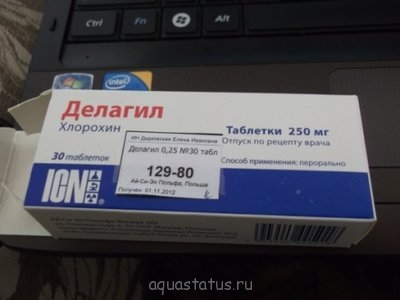 Ctrl
Fn
Alt
intel
Делагил
Хлорохин
30 таблеток
ICN
ИН Дидковская Елена Ивановна
Делагил 0,25 №30 табл.
129-80
Ай-Си-Эн Польфа, Польша
Получен: 01.11.2012
Таблетки 250 мг
Отпуск по рецепту врача
Способ применения: перорально
aquastatus.ru